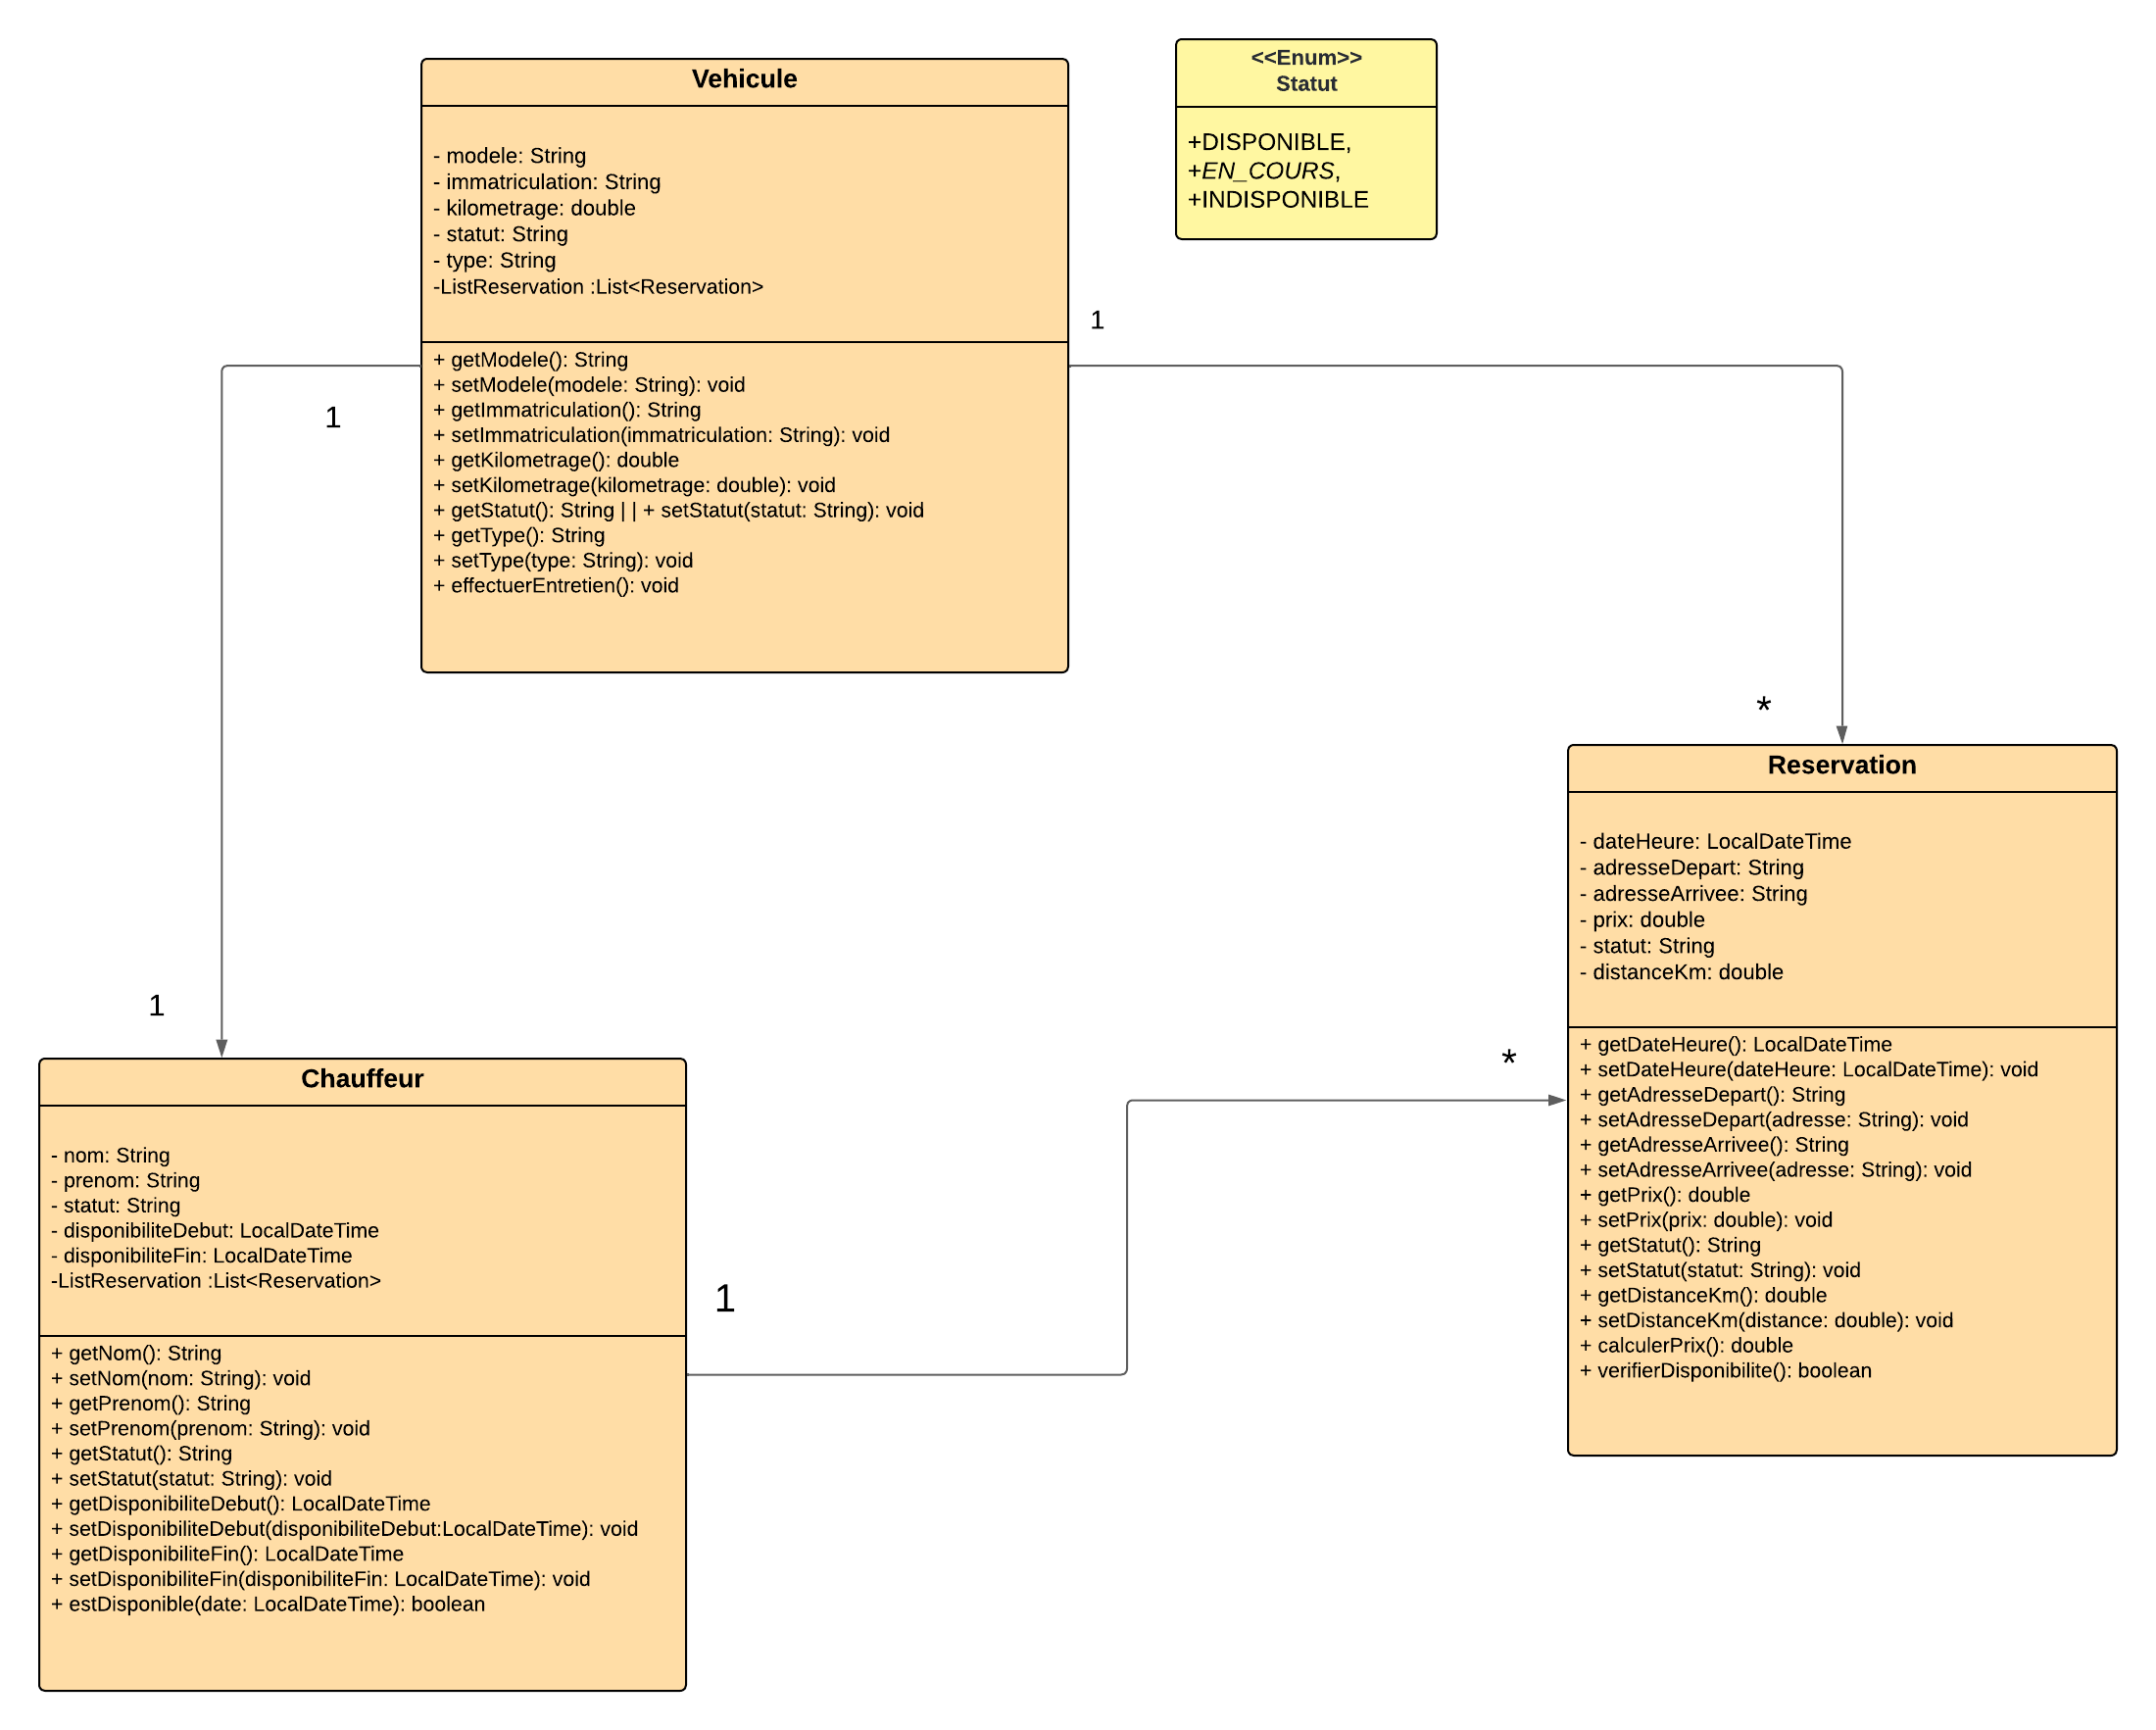 Vehicule
- modele: String
- immatriculation: String
- kilometrage: double
- statut: String
- type: String
-ListReservation :List<Reservation>
+ getModele(): String
+ setModele(modele: String): void
+ getImmatriculation(): String
+ setImmatriculation(immatriculation: String): void
+ getKilometrage(): double
+ setKilometrage(kilometrage: double): void
+ getStatut(): String | | + setStatut(statut: String): void
+ getType(): String
+ setType(type: String): void
+ effectuerEntretien(): void
<<Enum>>
Statut
+DISPONIBLE,
+EN_COURS,
+INDISPONIBLE
1
1
*
1
Reservation
- dateHeure: LocalDateTime
- adresseDepart: String
- adresseArrivee: String
- prix: double
- statut: String
- distanceKm: double
+ getDateHeure(): LocalDateTime
+ setDateHeure(dateHeure: LocalDateTime): void
+ getAdresseDepart(): String
+ setAdresseDepart(adresse: String): void
+ getAdresseArrivee(): String
+ setAdresseArrivee(adresse: String): void
+ getPrix(): double
+ setPrix(prix: double): void
+ getStatut(): String
+ setStatut(statut: String): void
+ getDistanceKm(): double
+ setDistanceKm(distance: double): void
+ calculerPrix(): double
+ verifierDisponibilite(): boolean
*
1
Chauffeur
- nom: String
- prenom: String
- statut: String
- disponibiliteDebut: LocalDateTime
- disponibiliteFin: LocalDateTime
-ListReservation :List<Reservation>
+ getNom(): String
+ setNom(nom: String): void
+ getPrenom(): String
+ setPrenom(prenom: String): void
+ getStatut(): String
+ setStatut(statut: String): void
+ getDisponibiliteDebut(): LocalDateTime
+ setDisponibiliteDebut(disponibiliteDebut:LocalDateTime): void
+ getDisponibiliteFin(): LocalDateTime
+ setDisponibiliteFin(disponibiliteFin: LocalDateTime): void
+ estDisponible(date: LocalDateTime): boolean